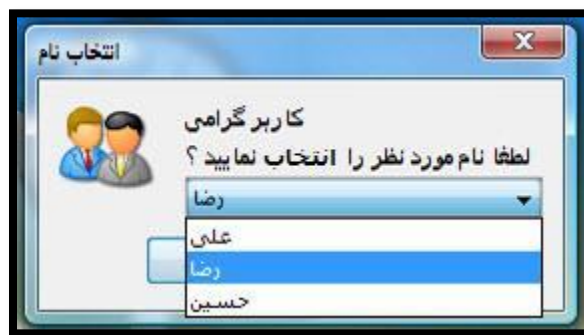 انتخاب نام
کاربر گرامی
لطفا نام مورد نظر را انتخاب نمایید ؟
رضا
علی
رضا
حسین